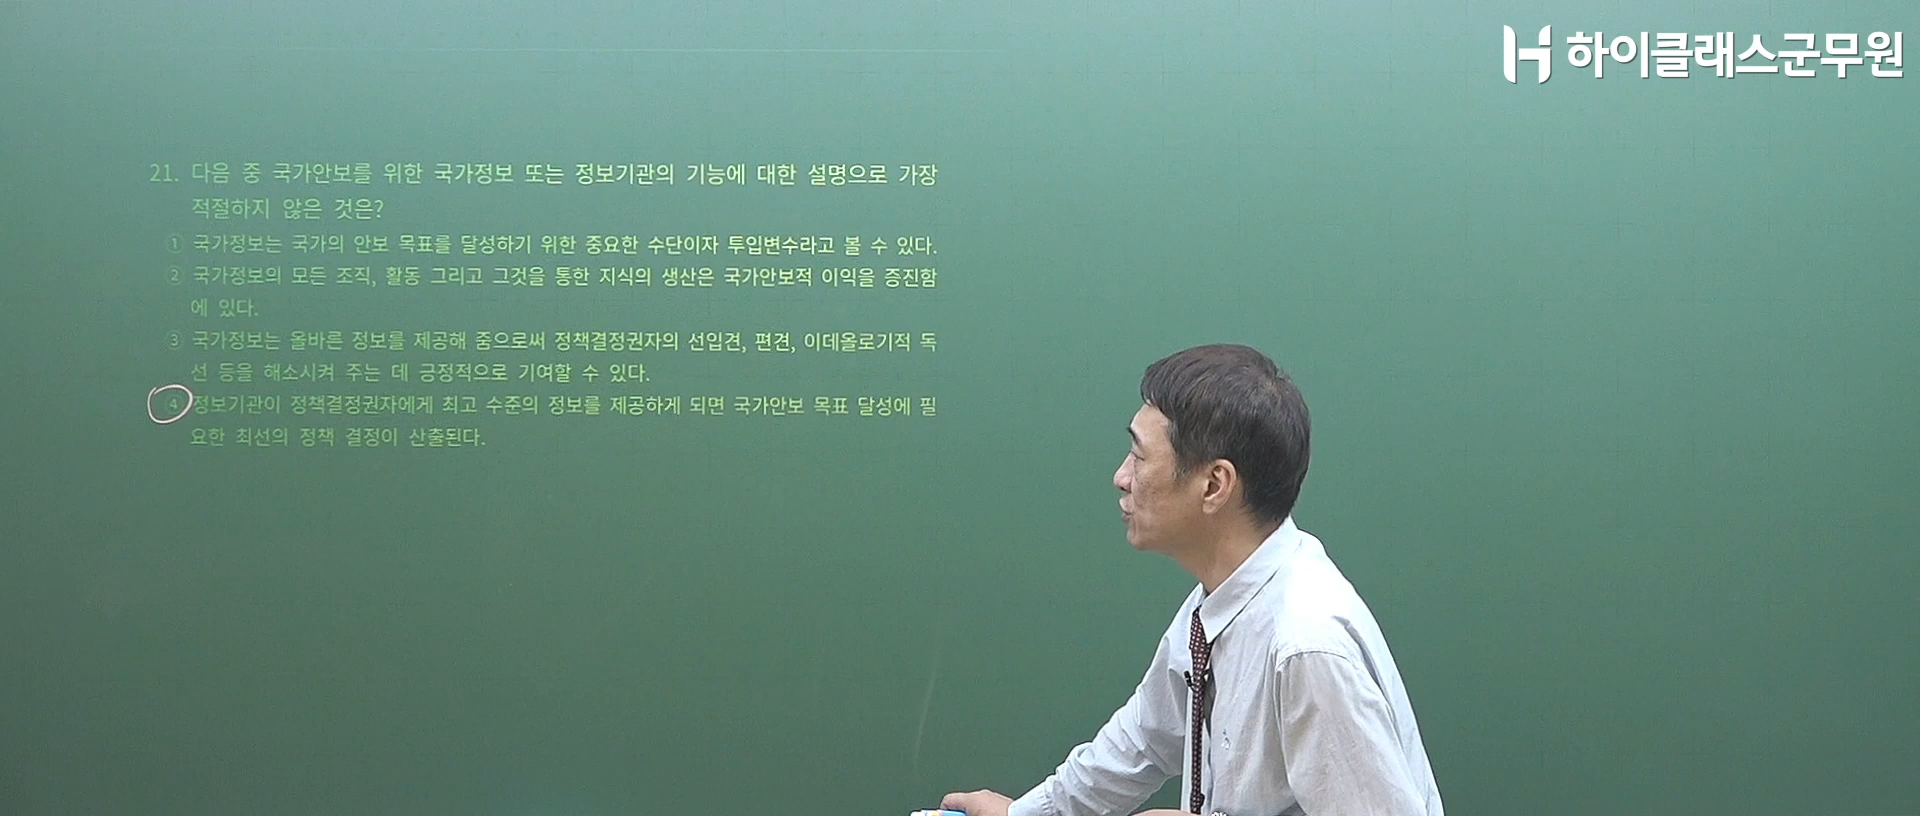 하이클래스군무원
21. 다음 중 국가안보를 위한 국가정보 또는 정보기관의 기능에 대한 설명으로 가장
적절하지 않은 것은?
① 국가정보는 국가의 안보 목표를 달성하기 위한 중요한 수단이자 투입변수라고 볼 수 있다.
② 국가정보의 모든 조직, 활동 그리고 그것을 통한 지식의 생산은 국가안보적 이익을 증진함
에 있다.
③ 국가정보는 올바른 정보를 제공해 줌으로써 정책결정권자의 선입견, 편견, 이데올로기적 독
선 등을 해소시켜 주는 데 긍정적으로 기여할 수 있다.
④ 정보기관이 정책결정권자에게 최고 수준의 정보를 제공하게 되면 국가안보 목표 달성에 필
요한 최선의 정책 결정이 산출된다.